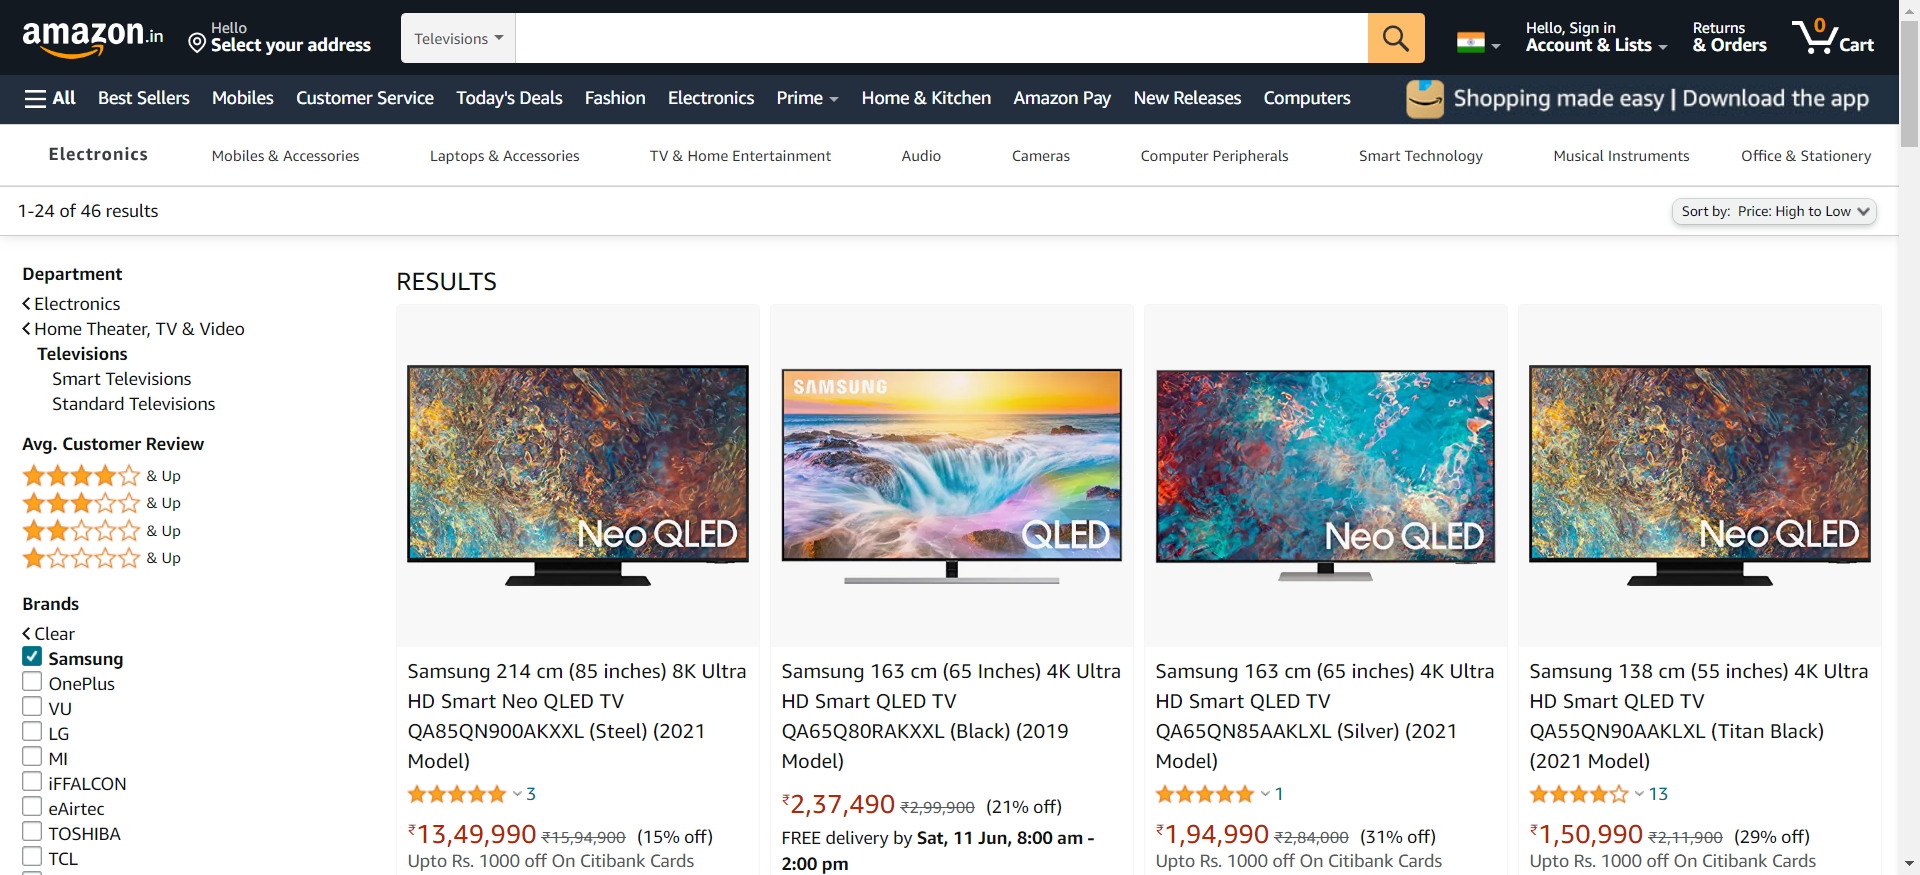 amazon.in
Hello
Select your address
Televisions
Hello, Sign in
Account & Lists
Returns
& Orders
0
Cart
All
Best Sellers
Mobiles
Customer Service
Today's Deals
Fashion
Electronics
Prime
Home & Kitchen
Amazon Pay
New Releases
Computers
Shopping made easy | Download the app
Electronics
Mobiles & Accessories
Laptops & Accessories
TV & Home Entertainment
Audio
Cameras
Computer Peripherals
Smart Technology
Musical Instruments
Office & Stationery
1-24 of 46 results
Sort by: Price: High to Low
Department
Electronics
Home Theater, TV & Video
Televisions
Smart Televisions
Standard Televisions
Avg. Customer Review
& Up
& Up
& Up
& Up
Brands
Clear
Samsung
OnePlus
VU
LG
MI
iFFALCON
eAirtec
TOSHIBA
TCL
RESULTS
Neo QLED
Samsung 214 cm (85 inches) 8K Ultra
HD Smart Neo QLED TV
QA85QN900AKXXL (Steel) (2021
Model)
3
₹13,49,990 ₹15,94,900 (15% off)
Upto Rs. 1000 off On Citibank Cards
SAMSUNG
QLED
Samsung 163 cm (65 Inches) 4K Ultra
HD Smart QLED TV
QA65Q80RAKXXL (Black) (2019
Model)
₹2,37,490 ₹2,99,900 (21% off)
FREE delivery by Sat, 11 Jun, 8:00 am -
2:00 pm
Neo QLED
Samsung 163 cm (65 inches) 4K Ultra
HD Smart QLED TV
QA65QN85AAKLXL (Silver) (2021
Model)
1
₹1,94,990 ₹2,84,000 (31% off)
Upto Rs. 1000 off On Citibank Cards
Neo QLED
Samsung 138 cm (55 inches) 4K Ultra
HD Smart QLED TV
QA55QN90AAKLXL (Titan Black)
(2021 Model)
13
₹1,50,990 ₹2,11,900 (29% off)
Upto Rs. 1000 off On Citibank Cards